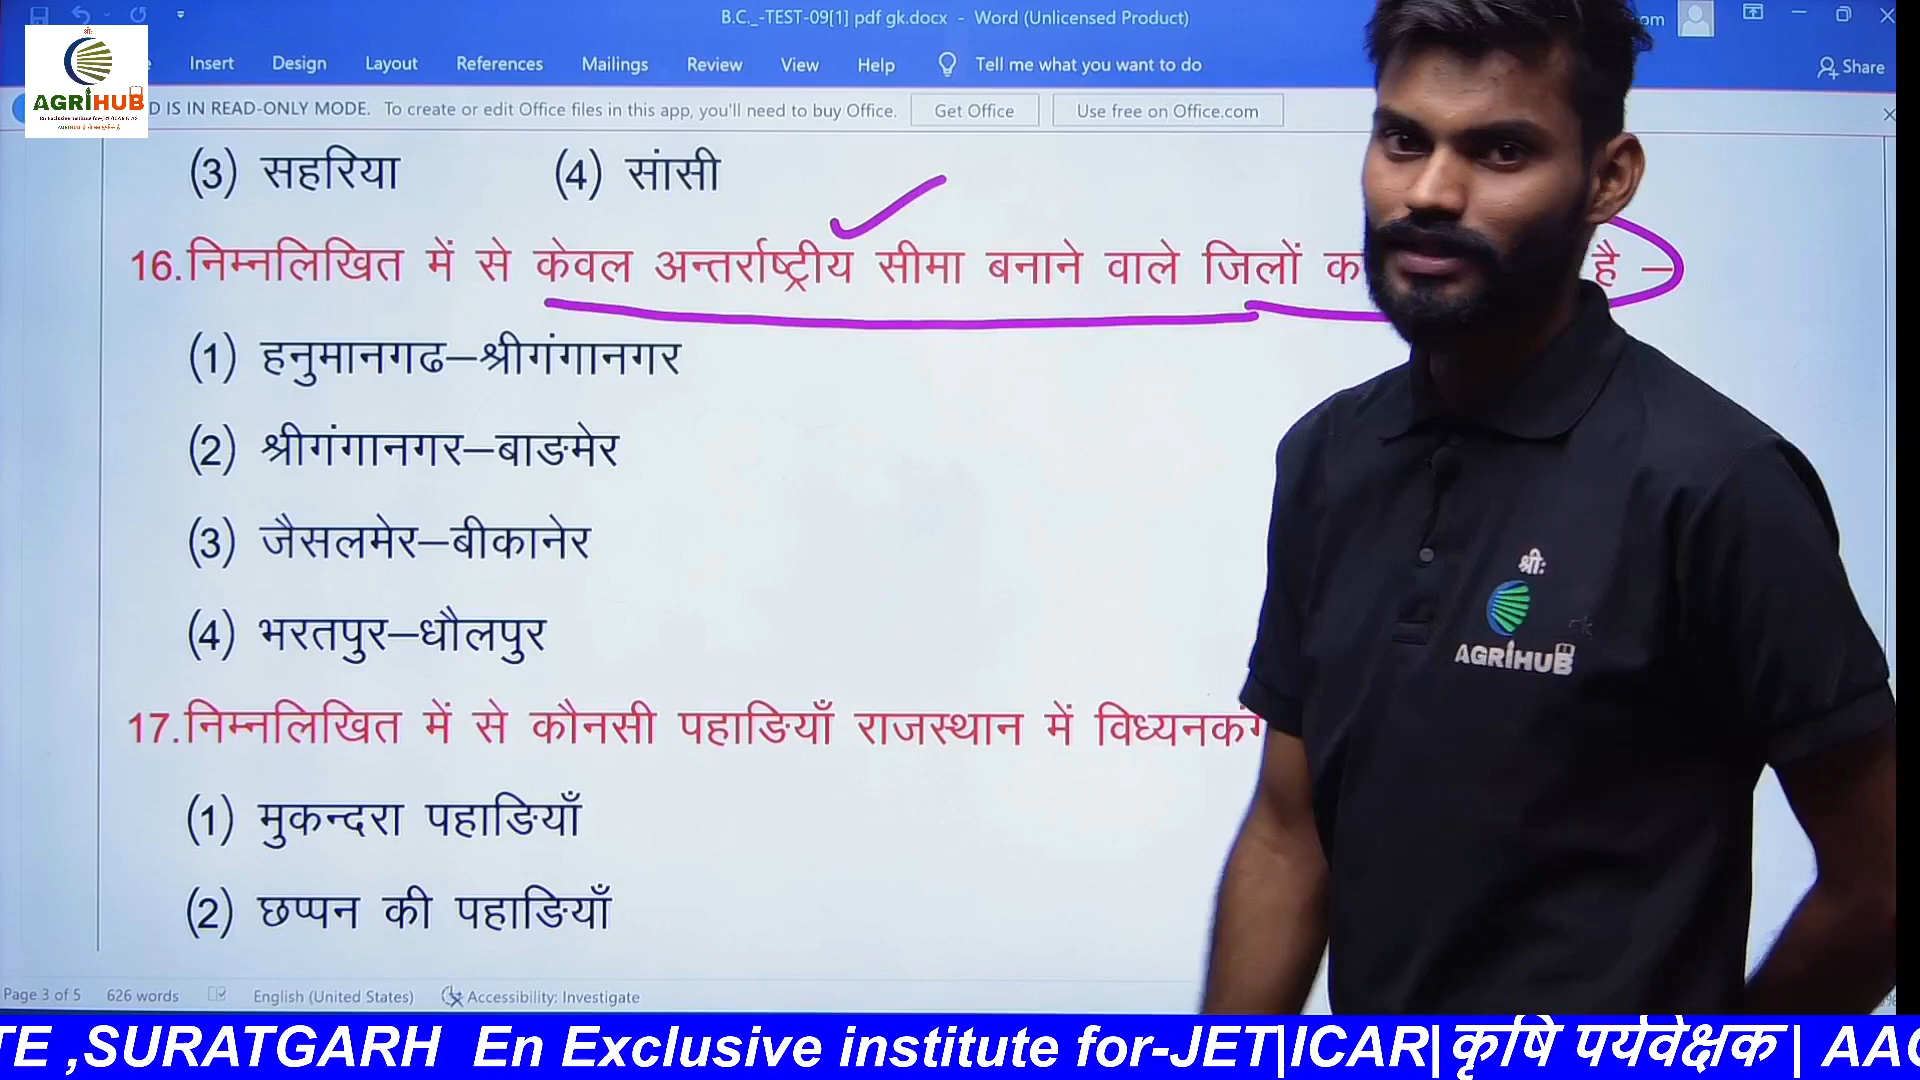 B.C._-TEST-09[1] pdf gk.docx - Word (Unlicensed Product)
om
Insert Design Layout References Mailings Review View Help Tell me what you want to do
Share
श्रीः
AGRIHUB
D IS IN READ-ONLY MODE. To create or edit Office files in this app, you'll need to buy Office. Get Office Use free on Office.com
(3) सहरिया (4) सांसी
16.निम्नलिखित में से केवल अन्तर्राष्ट्रीय सीमा बनाने वाले जिलों क है –
(1) हनुमानगढ–श्रीगंगानगर
(2) श्रीगंगानगर–बाङमेर
(3) जैसलमेर–बीकानेर
(4) भरतपुर–धौलपुर
17.निम्नलिखित में से कौनसी पहाङियाँ राजस्थान में
(1) मुकन्दरा पहाङियाँ
(2) छप्पन की पहाङियाँ
श्रीः
AGRIHUB
Page 3 of 5 626 words English (United States) Accessibility: Investigate
TE ,SURATGARH En Exclusive institute for-JET|ICAR|कृषि पर्यवेक्षक | AAO